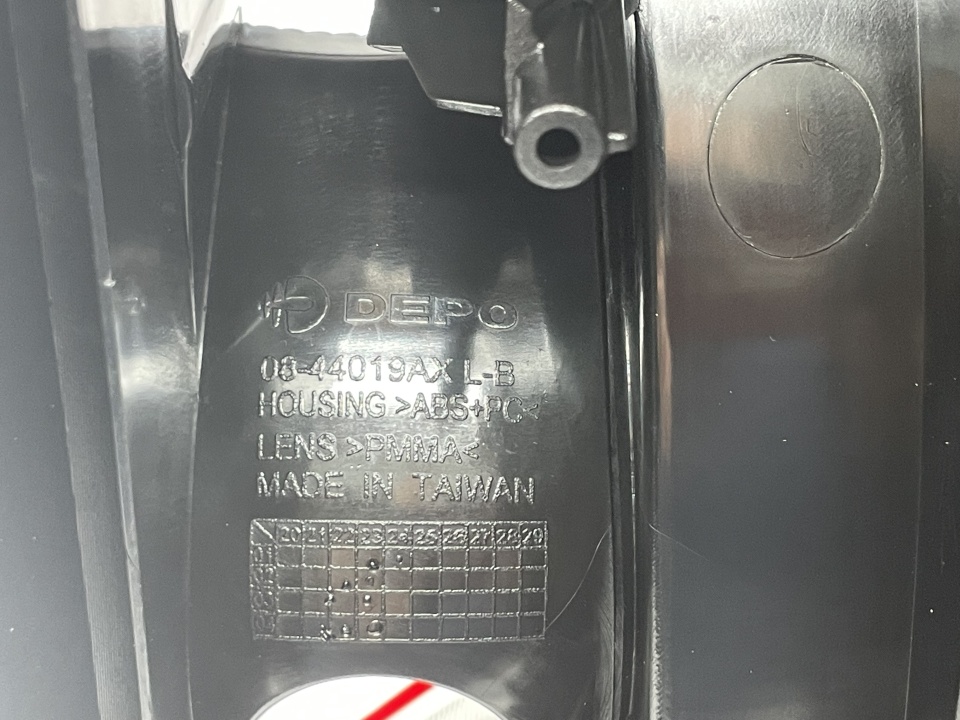 DEPO
08-44019AX L-B
HOUSING >ABS+PC<
LENS >PMMA<
MADE IN TAIWAN
20 21 22 23 24 25 26 27 28 29